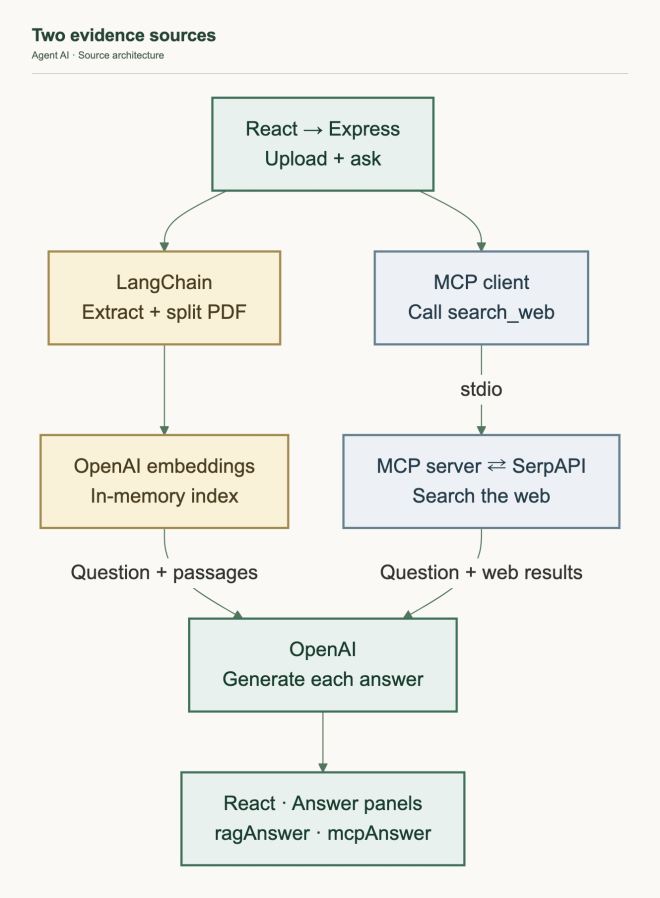 Two evidence sources
Agent AI · Source architecture
React → Express
Upload + ask
LangChain
Extract + split PDF
MCP client
Call search_web
stdio
OpenAI embeddings
In-memory index
MCP server ⇄ SerpAPI
Search the web
Question + passages
Question + web results
OpenAI
Generate each answer
React · Answer panels
ragAnswer · mcpAnswer